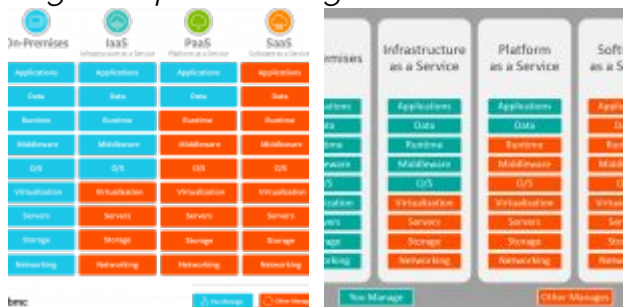 On-Premises IaaS PaaS SaaS
Infrastructure as a Service Platform as a Service Software as a Service
Applications Applications Applications Applications
Data Data Data Data
Runtime Runtime Runtime Runtime
Middleware Middleware Middleware Middleware
O/S O/S O/S O/S
Virtualization Virtualization Virtualization Virtualization
Servers Servers Servers Servers
Storage Storage Storage Storage
Networking Networking Networking Networking
bmc You Manage Other Manages
emises
Infrastructure as a Service
Platform as a Service
Soft
as a S
Applications Applications
Data Data
Runtime Runtime
Middleware Middleware
O/S O/S
Virtualization Virtualization
Servers Servers
Storage Storage
Networking Networking
You Manage Other Manages